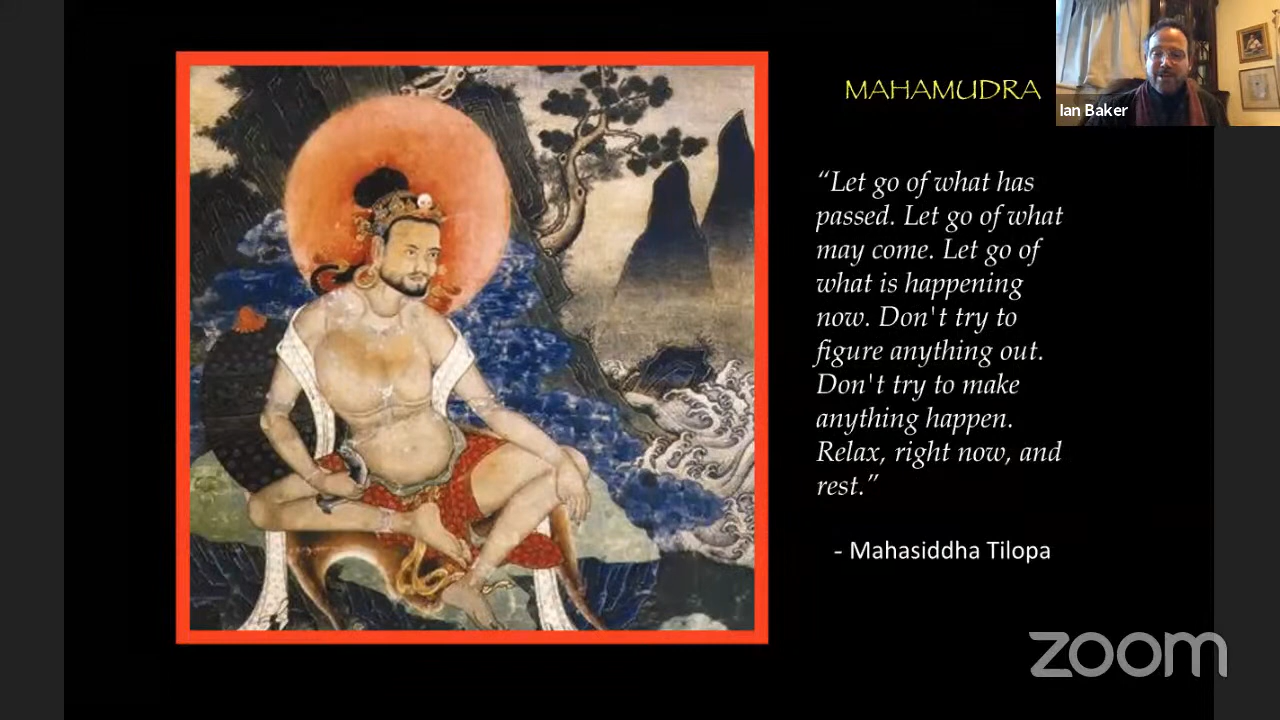 MAHAMUDRA
Ian Baker
“Let go of what has
passed. Let go of what
may come. Let go of
what is happening
now. Don't try to
figure anything out.
Don't try to make
anything happen.
Relax, right now, and
rest.”
- Mahasiddha Tilopa
zoom